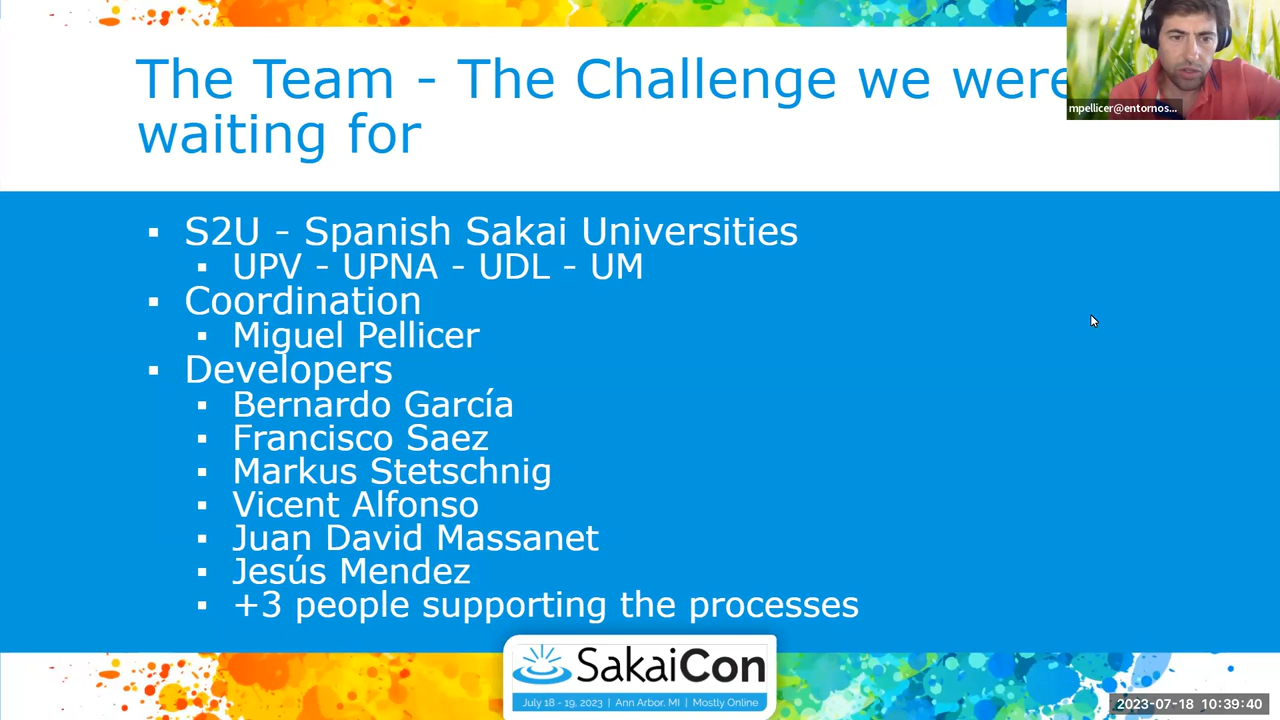 The Team - The Challenge we were
waiting for
mpellicer@entornos...
▪ S2U - Spanish Sakai Universities
▪ UPV - UPNA - UDL - UM
▪ Coordination
▪ Miguel Pellicer
▪ Developers
▪ Bernardo García
▪ Francisco Saez
▪ Markus Stetschnig
▪ Vicent Alfonso
▪ Juan David Massanet
▪ Jesús Mendez
▪ +3 people supporting the processes
SakaiCon
July 18 - 19, 2023 | Ann Arbor, MI | Mostly Online
2023-07-18 10:39:40